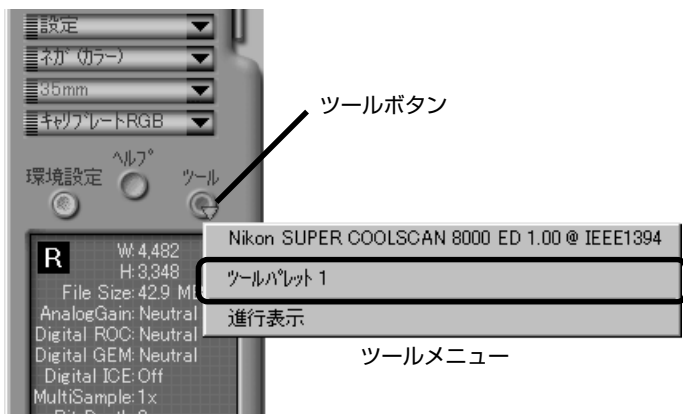 設定
ネガ (カラー)
35mm
キャリブレートRGB
ツールボタン
環境設定
ヘルプ
ツール
Nikon SUPER COOLSCAN 8000 ED 1.00 @ IEEE1394
ツールパレット 1
進行表示
ツールメニュー
R
W:4,482
H:3,348
File Size:42.9 M
AnalogGain:Neutral
Digital ROC:Neutral
Digital GEM:Neutral
Digital ICE:Off
MultiSample:1x